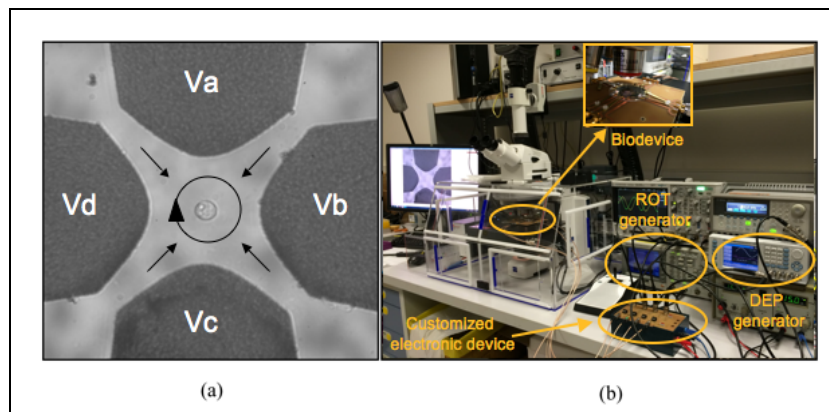 Va
Vd
Vb
Vc
(a)
Biodevice
ROT
generator
DEP
generator
Customized
electronic device
(b)